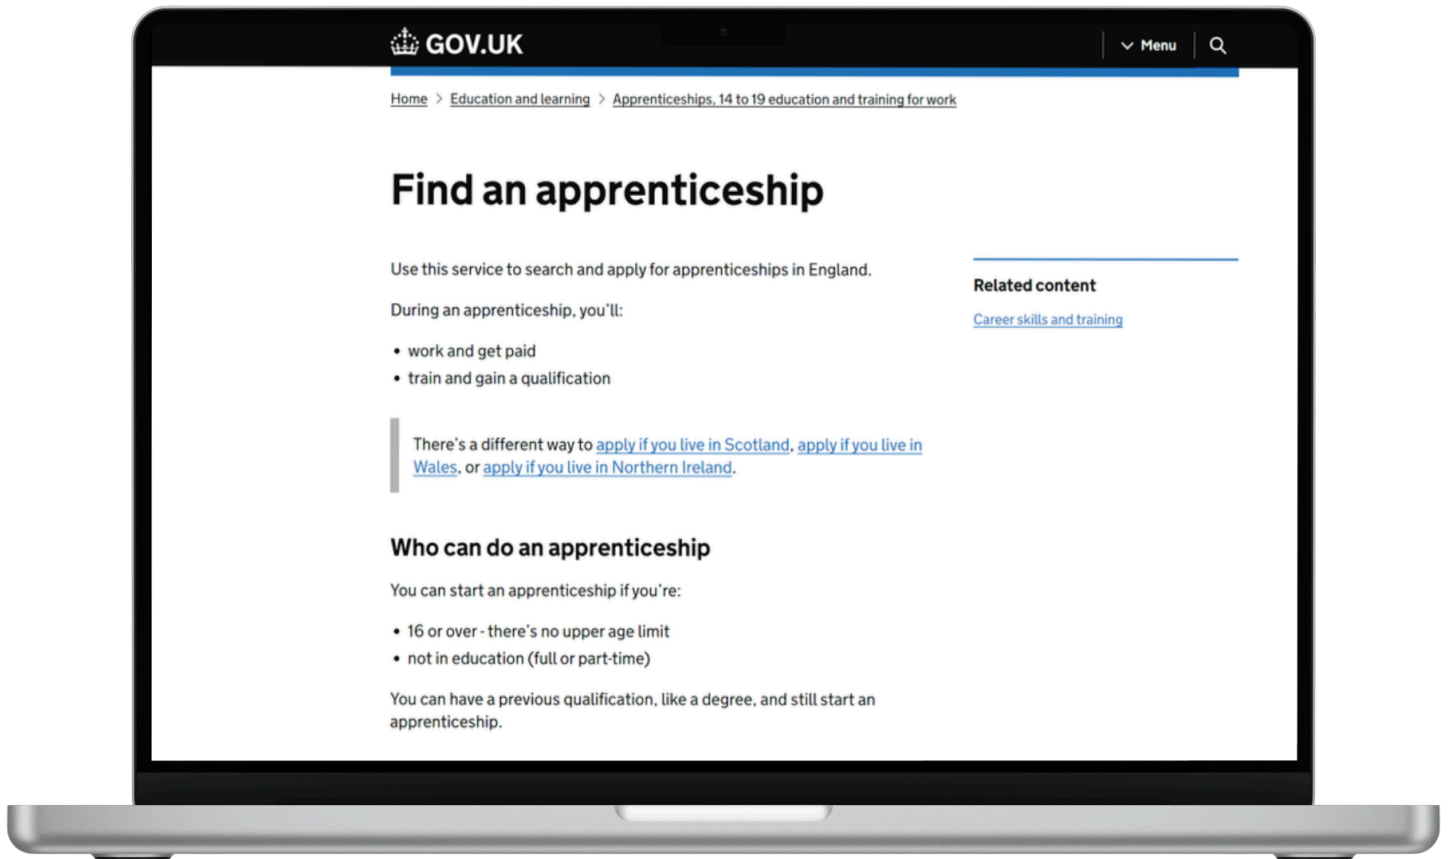 GOV.UK
Menu
Home > Education and learning > Apprenticeships, 14 to 19 education and training for work
Find an apprenticeship
Use this service to search and apply for apprenticeships in England.
During an apprenticeship, you'll:
• work and get paid
• train and gain a qualification
There's a different way to apply if you live in Scotland, apply if you live in
Wales, or apply if you live in Northern Ireland.
Who can do an apprenticeship
You can start an apprenticeship if you're:
• 16 or over - there's no upper age limit
• not in education (full or part-time)
You can have a previous qualification, like a degree, and still start an
apprenticeship.
Related content
Career skills and training